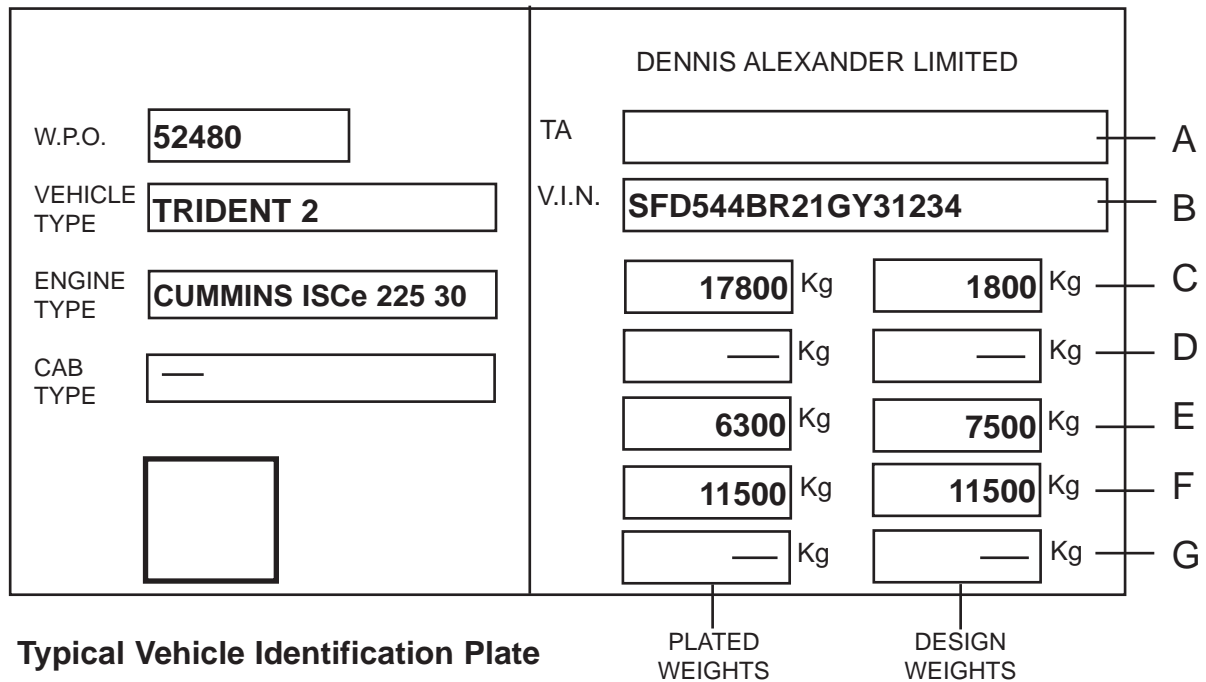 DENNIS ALEXANDER LIMITED
W.P.O. 52480
VEHICLE TYPE TRIDENT 2
ENGINE TYPE CUMMINS ISCe 225 30
CAB TYPE —
TA A
V.I.N. SFD544BR21GY31234 B
17800 Kg 1800 Kg C
— Kg — Kg D
6300 Kg 7500 Kg E
11500 Kg 11500 Kg F
— Kg — Kg G
PLATED WEIGHTS
DESIGN WEIGHTS
Typical Vehicle Identification Plate